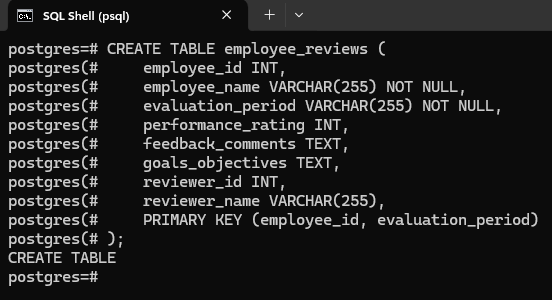 SQL Shell (psql)
postgres=# CREATE TABLE employee_reviews (
postgres(#     employee_id INT,
postgres(#     employee_name VARCHAR(255) NOT NULL,
postgres(#     evaluation_period VARCHAR(255) NOT NULL,
postgres(#     performance_rating INT,
postgres(#     feedback_comments TEXT,
postgres(#     goals_objectives TEXT,
postgres(#     reviewer_id INT,
postgres(#     reviewer_name VARCHAR(255),
postgres(#     PRIMARY KEY (employee_id, evaluation_period)
postgres(# );
CREATE TABLE
postgres=#